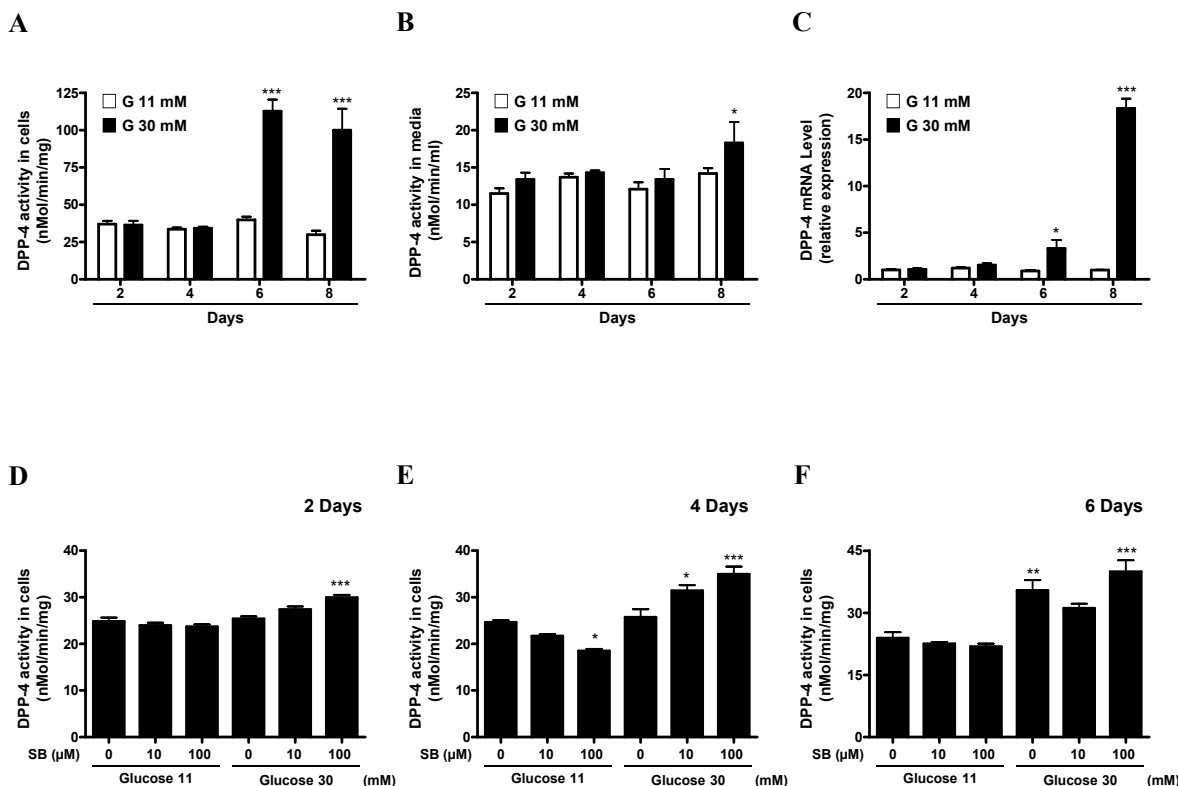 A
DPP-4 activity in cells
(nMol/min/mg)
125
100
75
50
25
0
G 11 mM
G 30 mM
***
***
2 4 6 8
Days
B
DPP-4 activity in media
(nMol/min/ml)
25
20
15
10
5
0
G 11 mM
G 30 mM
*
2 4 6 8
Days
C
DPP-4 mRNA Level
(relative expression)
20
15
10
5
0
G 11 mM
G 30 mM
*
***
2 4 6 8
Days
D
2 Days
DPP-4 activity in cells
(nMol/min/mg)
40
30
20
10
0
***
SB (µM) 0 10 100 0 10 100
Glucose 11 Glucose 30 (mM)
E
4 Days
DPP-4 activity in cells
(nMol/min/mg)
40
30
20
10
0
*
*
***
SB (µM) 0 10 100 0 10 100
Glucose 11 Glucose 30 (mM)
F
6 Days
DPP-4 activity in cells
(nMol/min/mg)
45
30
15
0
**
***
SB (µM) 0 10 100 0 10 100
Glucose 11 Glucose 30 (mM)